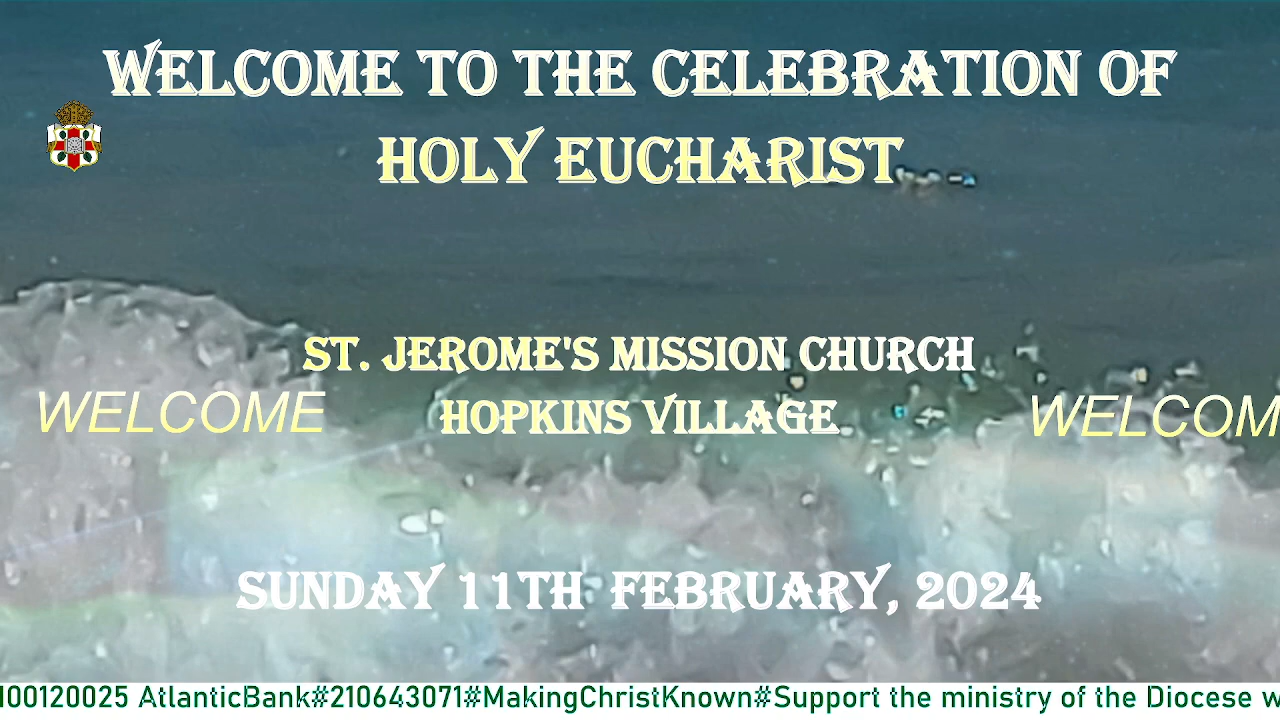 WELCOME TO THE CELEBRATION OF
HOLY EUCHARIST
ST. JEROME'S MISSION CHURCH
WELCOME
HOPKINS VILLAGE
WELCOM
SUNDAY 11TH FEBRUARY, 2024
100120025 AtlanticBank#210643071#MakingChristKnown#Support the ministry of the Diocese w